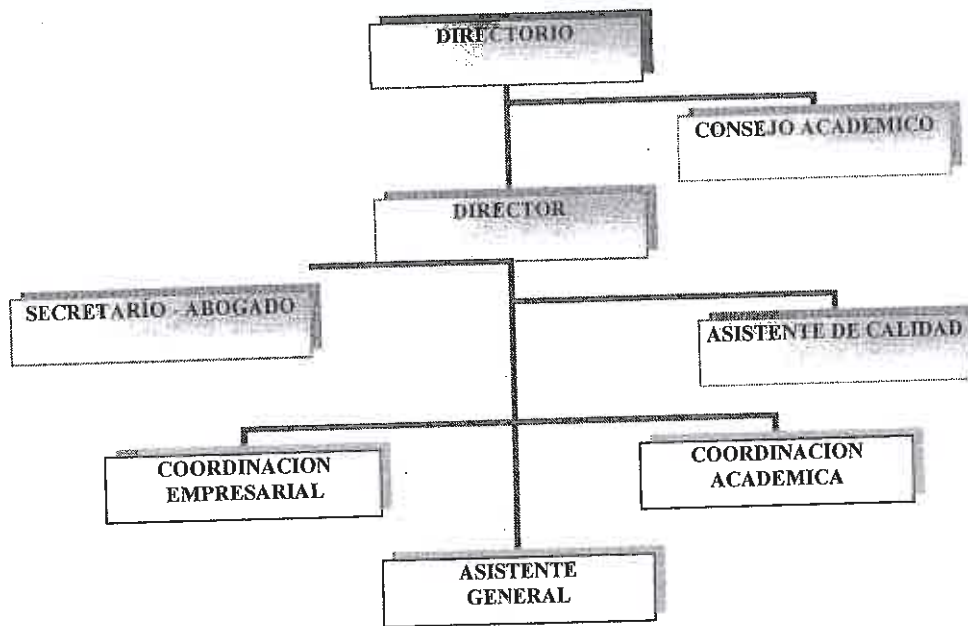 DIRECTORIO
CONSEJO ACADEMICO
DIRECTOR
SECRETARIO - ABOGADO
ASISTENTE DE CALIDAD
COORDINACION
EMPRESARIAL
COORDINACION
ACADEMICA
ASISTENTE
GENERAL